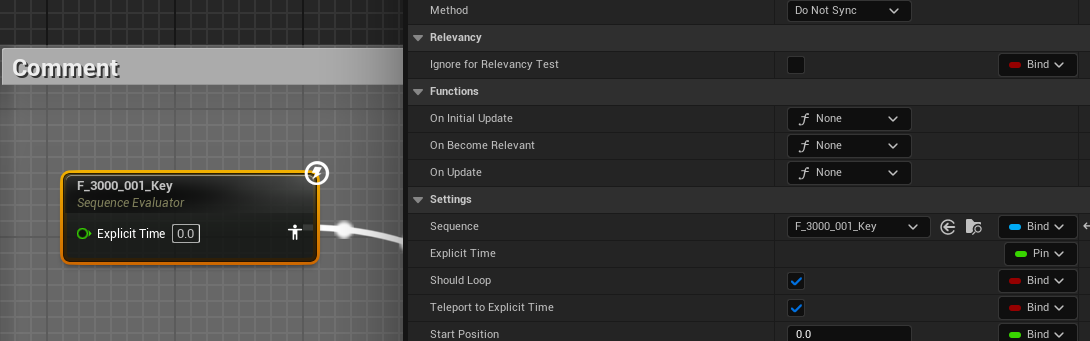 Comment
F_3000_001_Key
Sequence Evaluator
Explicit Time 0.0
Method Do Not Sync
Relevancy
Ignore for Relevancy Test Bind
Functions
On Initial Update None
On Become Relevant None
On Update None
Settings
Sequence F_3000_001_Key Bind
Explicit Time Pin
Should Loop Bind
Teleport to Explicit Time Bind
Start Position 0.0 Bind